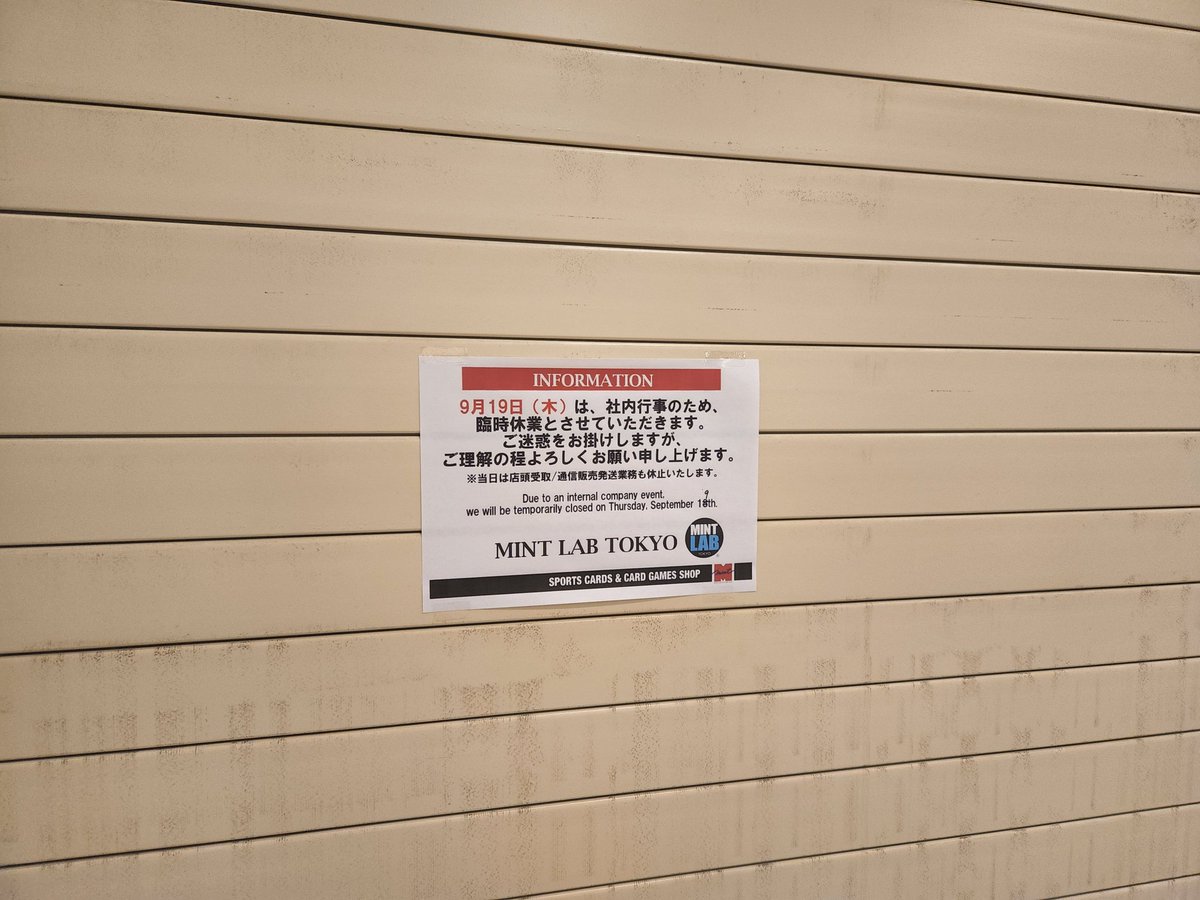 INFORMATION
9月19日（木）は、社内行事のため、
臨時休業とさせていただきます。
ご迷惑をお掛けしますが、
ご理解の程よろしくお願い申し上げます。
※当日は店頭受取/通信販売発送業務も休止いたします。
Due to an internal company event.
we will be temporarily closed on Thursday. September 19th.
MINT LAB TOKYO
MINT
LAB
TOKYO
SPORTS CARDS & CARD GAMES SHOP
mint